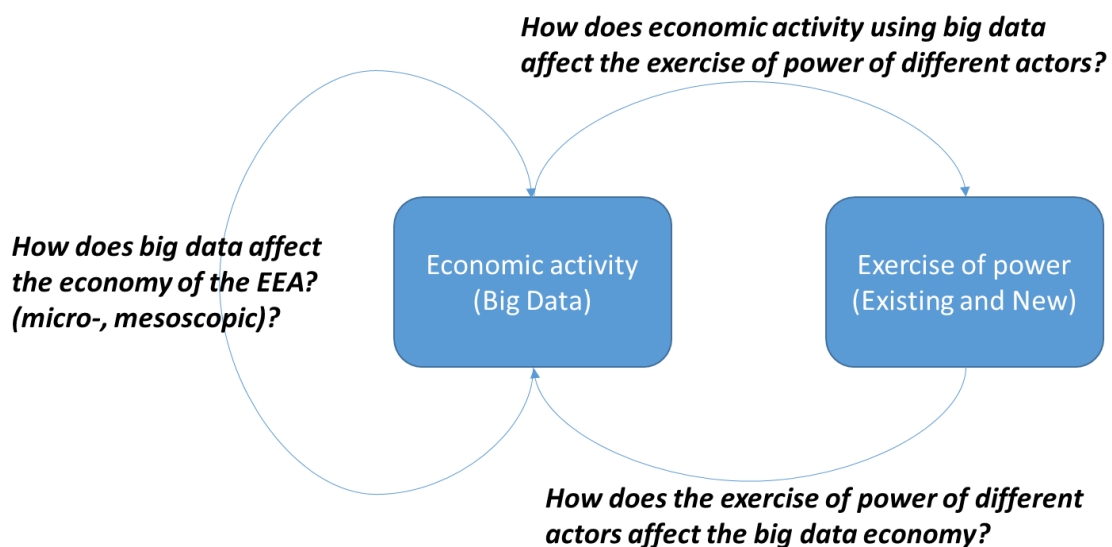 How does economic activity using big data
affect the exercise of power of different actors?
How does big data affect
the economy of the EEA?
(micro-, mesoscopic)?
Economic activity
(Big Data)
Exercise of power
(Existing and New)
How does the exercise of power of different
actors affect the big data economy?